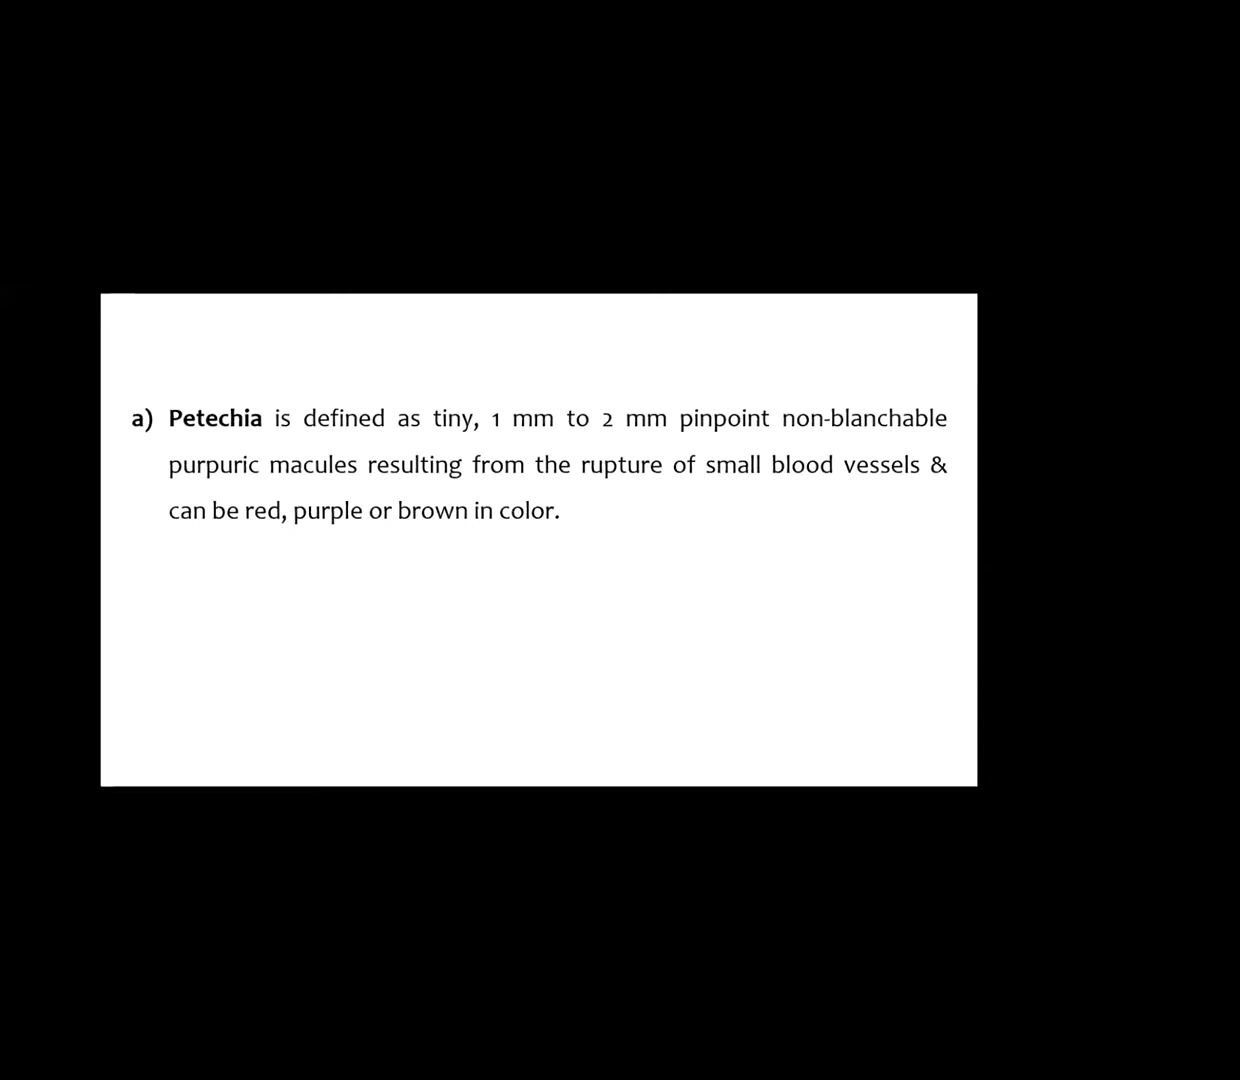 a) Petechia is defined as tiny, 1 mm to 2 mm pinpoint non-blanchable
purpuric macules resulting from the rupture of small blood vessels &
can be red, purple or brown in color.